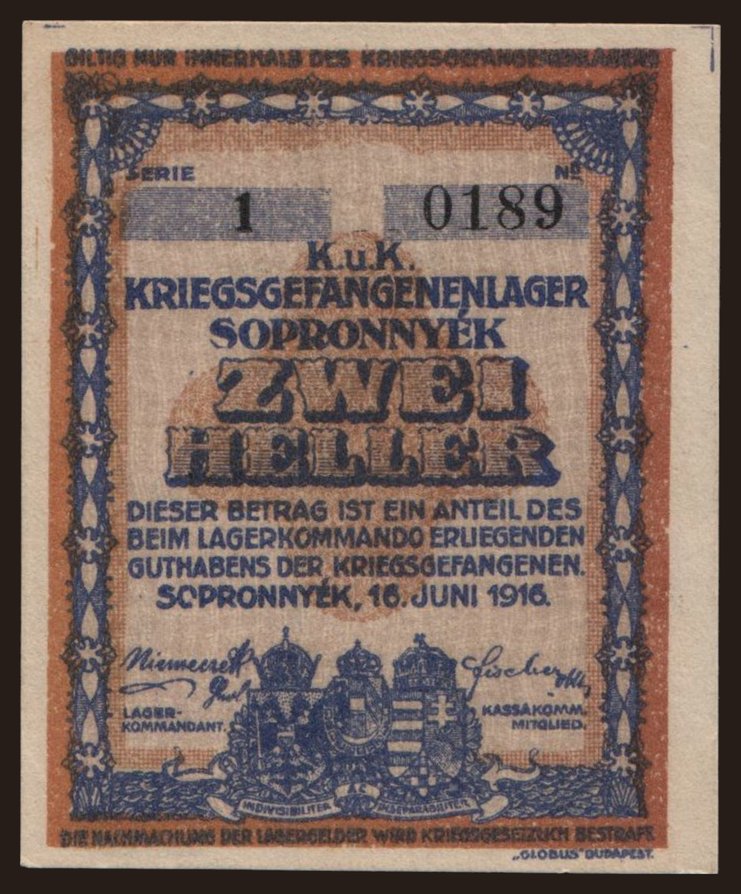 GILTIG NUR INNERHALB DES KRIEGSGEFANGENENLAGERS
SERIE Nº
1 0189
K.u.K.
KRIEGSGEFANGENENLAGER
SOPRONNYÉK
ZWEI
HELLER
DIESER BETRAG IST EIN ANTEIL DES
BEIM LAGERKOMMANDO ERLIEGENDEN
GUTHABENS DER KRIEGSGEFANGENEN.
SOPRONNYÉK, 16. JUNI 1916.
LAGER-
KOMMANDANT.
KASSAKOMM.
MITGLIED.
INDIVISIBILITER AC INSEPARABILITER
DIE NACHMACHUNG DER LAGERGELDER WIRD KRIEGSGESETZLICH BESTRAFT.
„GLOBUS" BUDAPEST.